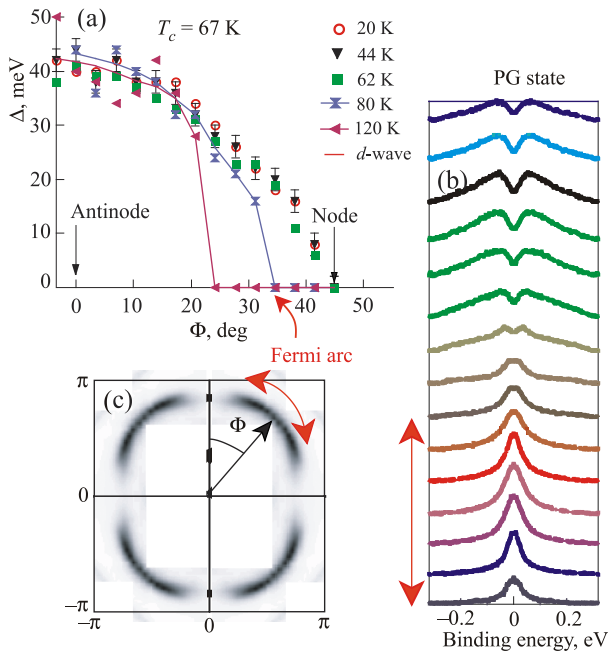 (a)
T_c = 67 K
Δ, meV
50
40
30
20
10
0
20 K
44 K
62 K
80 K
120 K
d-wave
Antinode
Node
0
10
20
30
40
50
Φ, deg
Fermi arc
PG state
(b)
−0.2
0
0.2
Binding energy, eV
(c)
Φ
π
0
−π
−π
0
π